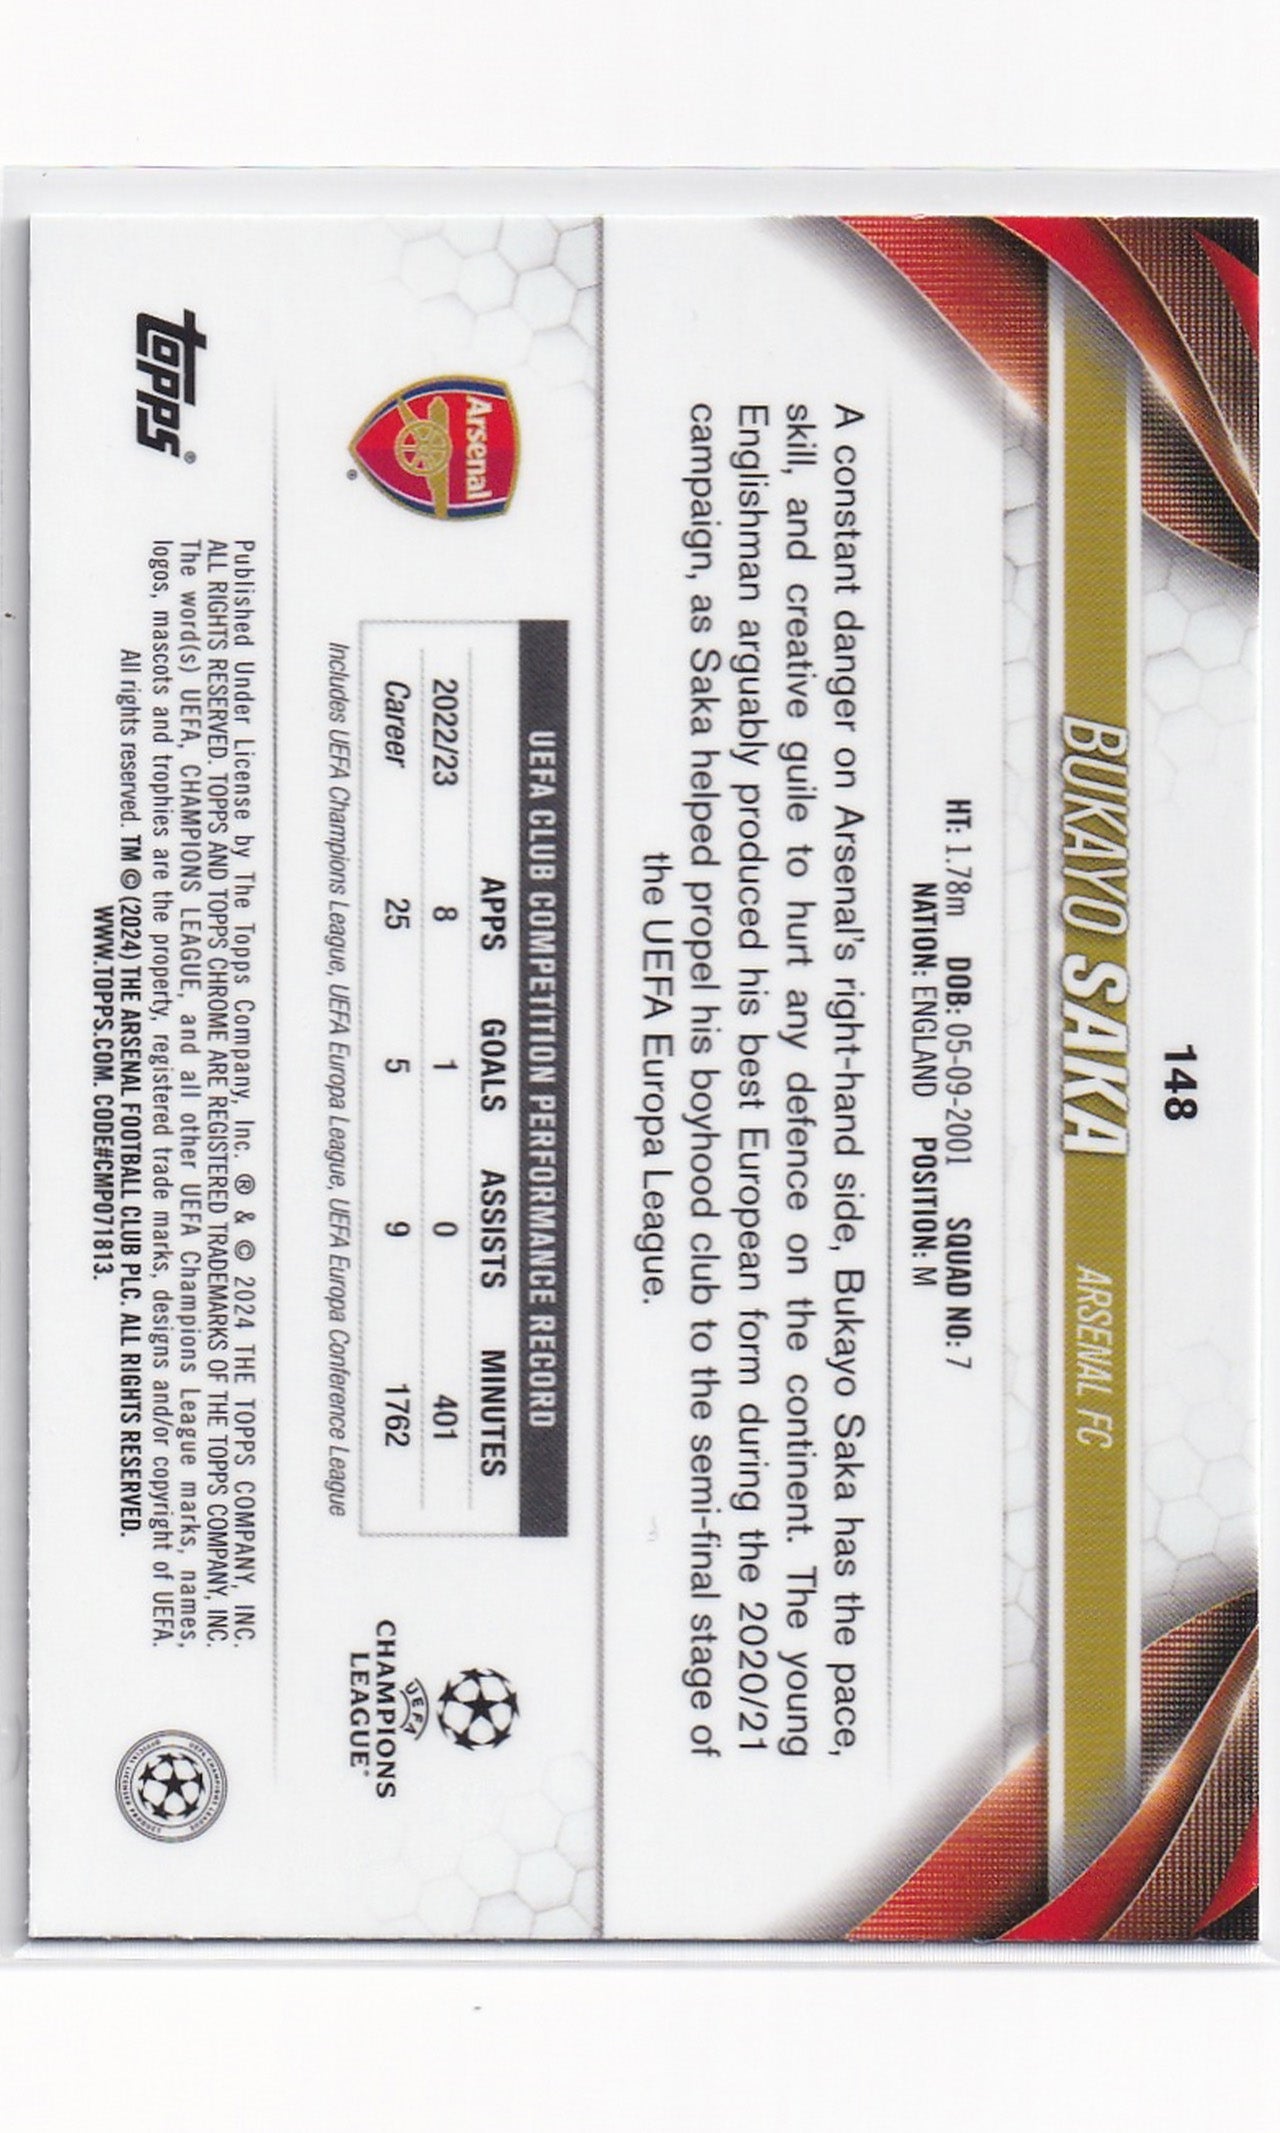 148
BUKAYO SAKA ARSENAL FC
HT: 1.78m DOB: 05-09-2001 SQUAD NO: 7
NATION: ENGLAND POSITION: M
A constant danger on Arsenal's right-hand side, Bukayo Saka has the pace,
skill, and creative guile to hurt any defence on the continent. The young
Englishman arguably produced his best European form during the 2020/21
campaign, as Saka helped propel his boyhood club to the semi-final stage of
the UEFA Europa League.
Arsenal
®
UEFA CLUB COMPETITION PERFORMANCE RECORD
APPS GOALS ASSISTS MINUTES
2022/23 8 1 0 401
Career 25 5 9 1762
Includes UEFA Champions League, UEFA Europa League, UEFA Europa Conference League
UEFA
CHAMPIONS
LEAGUE®
topps®
Published Under License by The Topps Company, Inc. ® & © 2024 THE TOPPS COMPANY, INC.
ALL RIGHTS RESERVED. TOPPS AND TOPPS CHROME ARE REGISTERED TRADEMARKS OF THE TOPPS COMPANY, INC.
The word(s) UEFA, CHAMPIONS LEAGUE, and all other UEFA Champions League marks, names,
logos, mascots and trophies are the property, registered trade marks, designs and/or copyright of UEFA.
All rights reserved. TM © (2024) THE ARSENAL FOOTBALL CLUB PLC. ALL RIGHTS RESERVED.
WWW.TOPPS.COM. CODE#CMP071813.
UEFA CHAMPIONS LEAGUE
OFFICIAL LICENSED PRODUCT